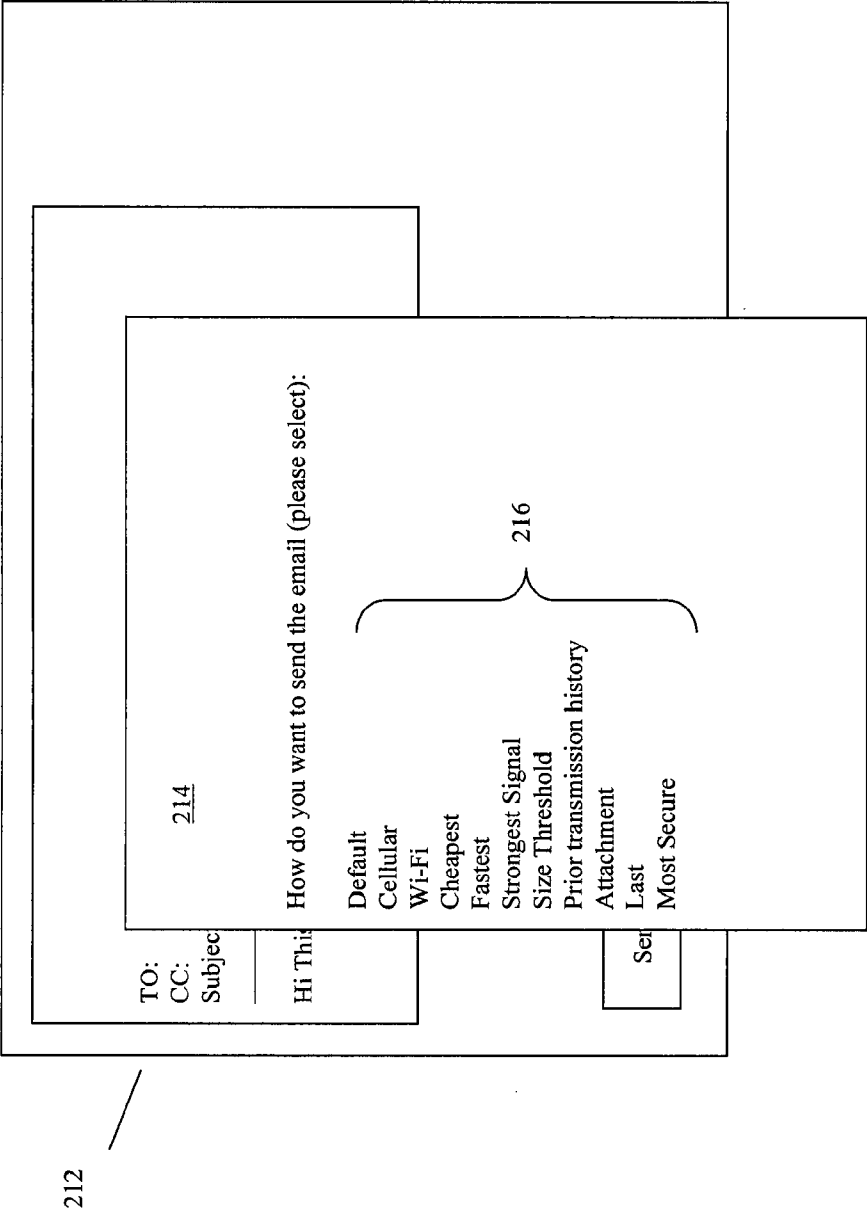 212
TO:
CC:
Subjec
Hi This
Ser
214
How do you want to send the email (please select):
Default
Cellular
Wi-Fi
Cheapest
Fastest
Strongest Signal
Size Threshold
Prior transmission history
Attachment
Last
Most Secure
216